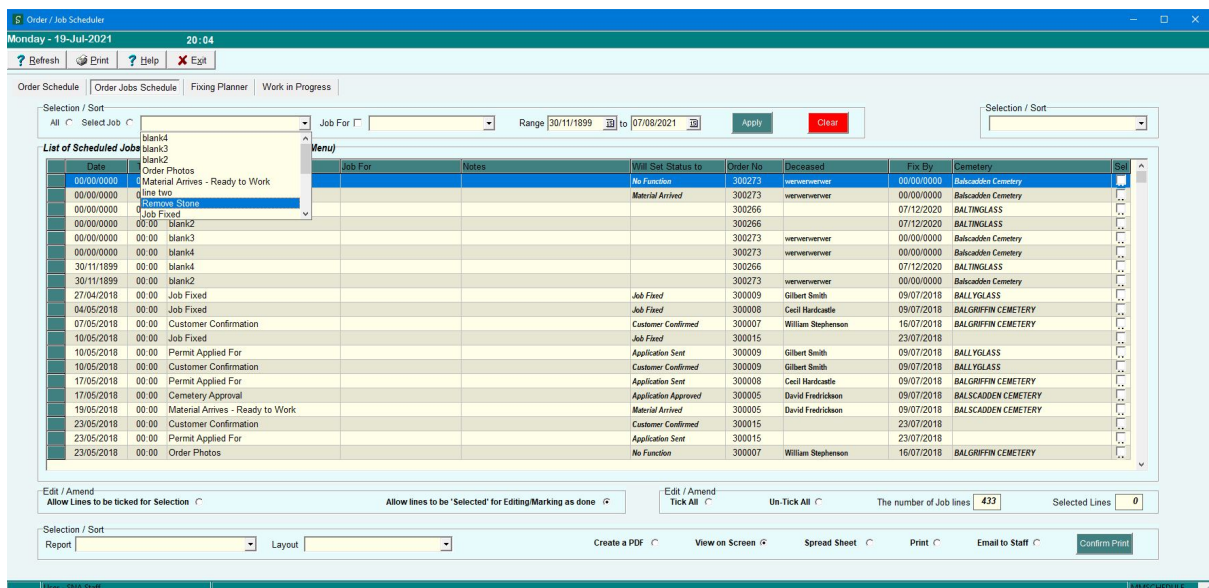 Order / Job Scheduler
Monday - 19-Jul-2021 20:04
? Refresh Print ? Help X Exit
Order Schedule Order Jobs Schedule Fixing Planner Work in Progress
Selection / Sort Selection / Sort
All Select Job Job For Range 30/11/1899 to 07/08/2021 Apply Clear
blank4
blank3
blank2
Order Photos
Material Arrives - Ready to Work
line two
Remove Stone
Job Fixed
List of Scheduled Jobs Menu)
Date Job For Notes Will Set Status to Order No Deceased Fix By Cemetery Sel
00/00/0000 No Function 300273 werwerwerwer 00/00/0000 Balscadden Cemetery
00/00/0000 Material Arrived 300273 werwerwerwer 00/00/0000 Balscadden Cemetery
00/00/0000 300266 07/12/2020 BALTINGLASS
00/00/0000 00:00 blank2 300266 07/12/2020 BALTINGLASS
00/00/0000 00:00 blank3 300273 werwerwerwer 00/00/0000 Balscadden Cemetery
00/00/0000 00:00 blank4 300273 werwerwerwer 00/00/0000 Balscadden Cemetery
30/11/1899 00:00 blank4 300266 07/12/2020 BALTINGLASS
30/11/1899 00:00 blank2 300273 werwerwerwer 00/00/0000 Balscadden Cemetery
27/04/2018 00:00 Job Fixed Job Fixed 300009 Gilbert Smith 09/07/2018 BALLYGLASS
04/05/2018 00:00 Job Fixed Job Fixed 300008 Cecil Hardcastle 09/07/2018 BALGRIFFIN CEMETERY
07/05/2018 00:00 Customer Confirmation Customer Confirmed 300007 William Stephenson 16/07/2018 BALGRIFFIN CEMETERY
10/05/2018 00:00 Job Fixed Job Fixed 300015 23/07/2018
10/05/2018 00:00 Permit Applied For Application Sent 300009 Gilbert Smith 09/07/2018 BALLYGLASS
10/05/2018 00:00 Customer Confirmation Customer Confirmed 300009 Gilbert Smith 09/07/2018 BALLYGLASS
17/05/2018 00:00 Permit Applied For Application Sent 300008 Cecil Hardcastle 09/07/2018 BALGRIFFIN CEMETERY
17/05/2018 00:00 Cemetery Approval Application Approved 300005 David Fredrickson 09/07/2018 BALSCADDEN CEMETERY
19/05/2018 00:00 Material Arrives - Ready to Work Material Arrived 300005 David Fredrickson 09/07/2018 BALSCADDEN CEMETERY
23/05/2018 00:00 Customer Confirmation Customer Confirmed 300015 23/07/2018
23/05/2018 00:00 Permit Applied For Application Sent 300015 23/07/2018
23/05/2018 00:00 Order Photos No Function 300007 William Stephenson 16/07/2018 BALGRIFFIN CEMETERY
Edit / Amend Edit / Amend
Allow Lines to be ticked for Selection Allow lines to be 'Selected' for Editing/Marking as done Tick All Un-Tick All The number of Job lines 433 Selected Lines 0
Selection / Sort
Report Layout Create a PDF View on Screen Spread Sheet Print Email to Staff Confirm Print
MMSCHEDULE